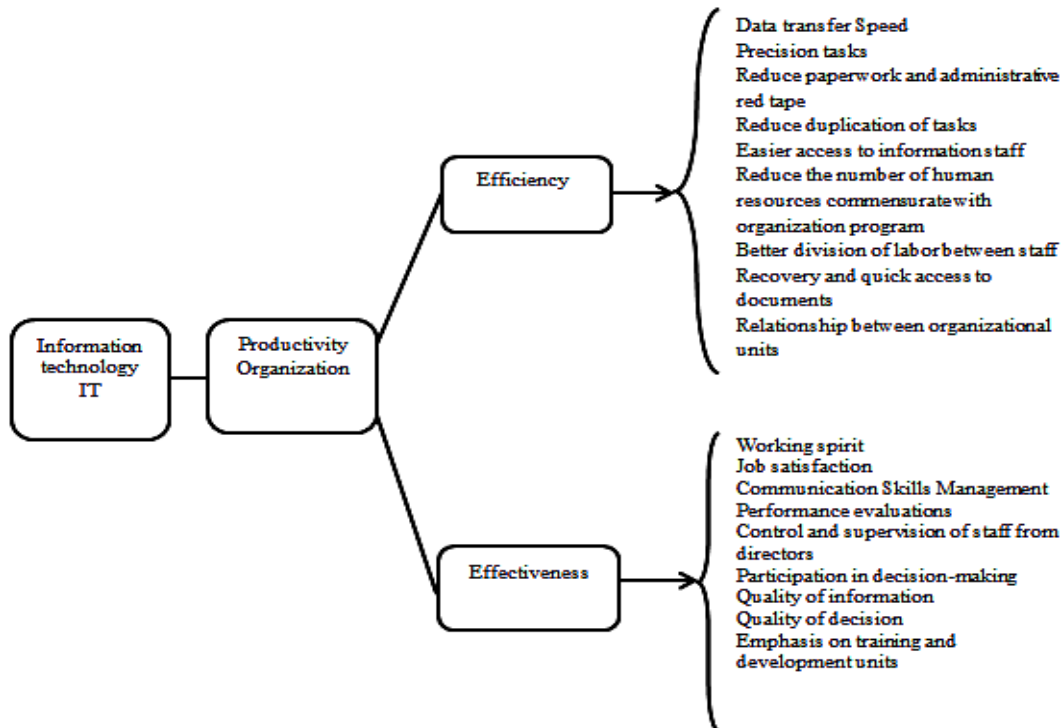 Information
technology
IT
Productivity
Organization
Efficiency
Data transfer Speed
Precision tasks
Reduce paperwork and administrative
red tape
Reduce duplication of tasks
Easier access to information staff
Reduce the number of human
resources commensurate with
organization program
Better division of labor between staff
Recovery and quick access to
documents
Relationship between organizational
units
Effectiveness
Working spirit
Job satisfaction
Communication Skills Management
Performance evaluations
Control and supervision of staff from
directors
Participation in decision-making
Quality of information
Quality of decision
Emphasis on training and
development units